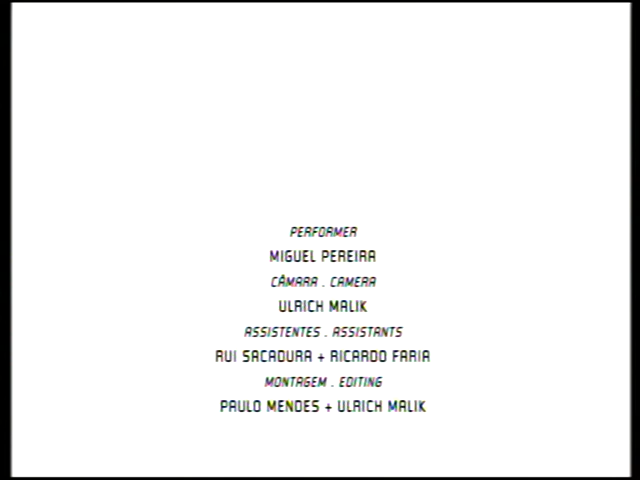 PERFORMER
MIGUEL PEREIRA
CÂMARA . CAMERA
ULRICH MALIK
ASSISTENTES . ASSISTANTS
RUI SACADURA + RICARDO FARIA
MONTAGEM . EDITING
PAULO MENDES + ULRICH MALIK